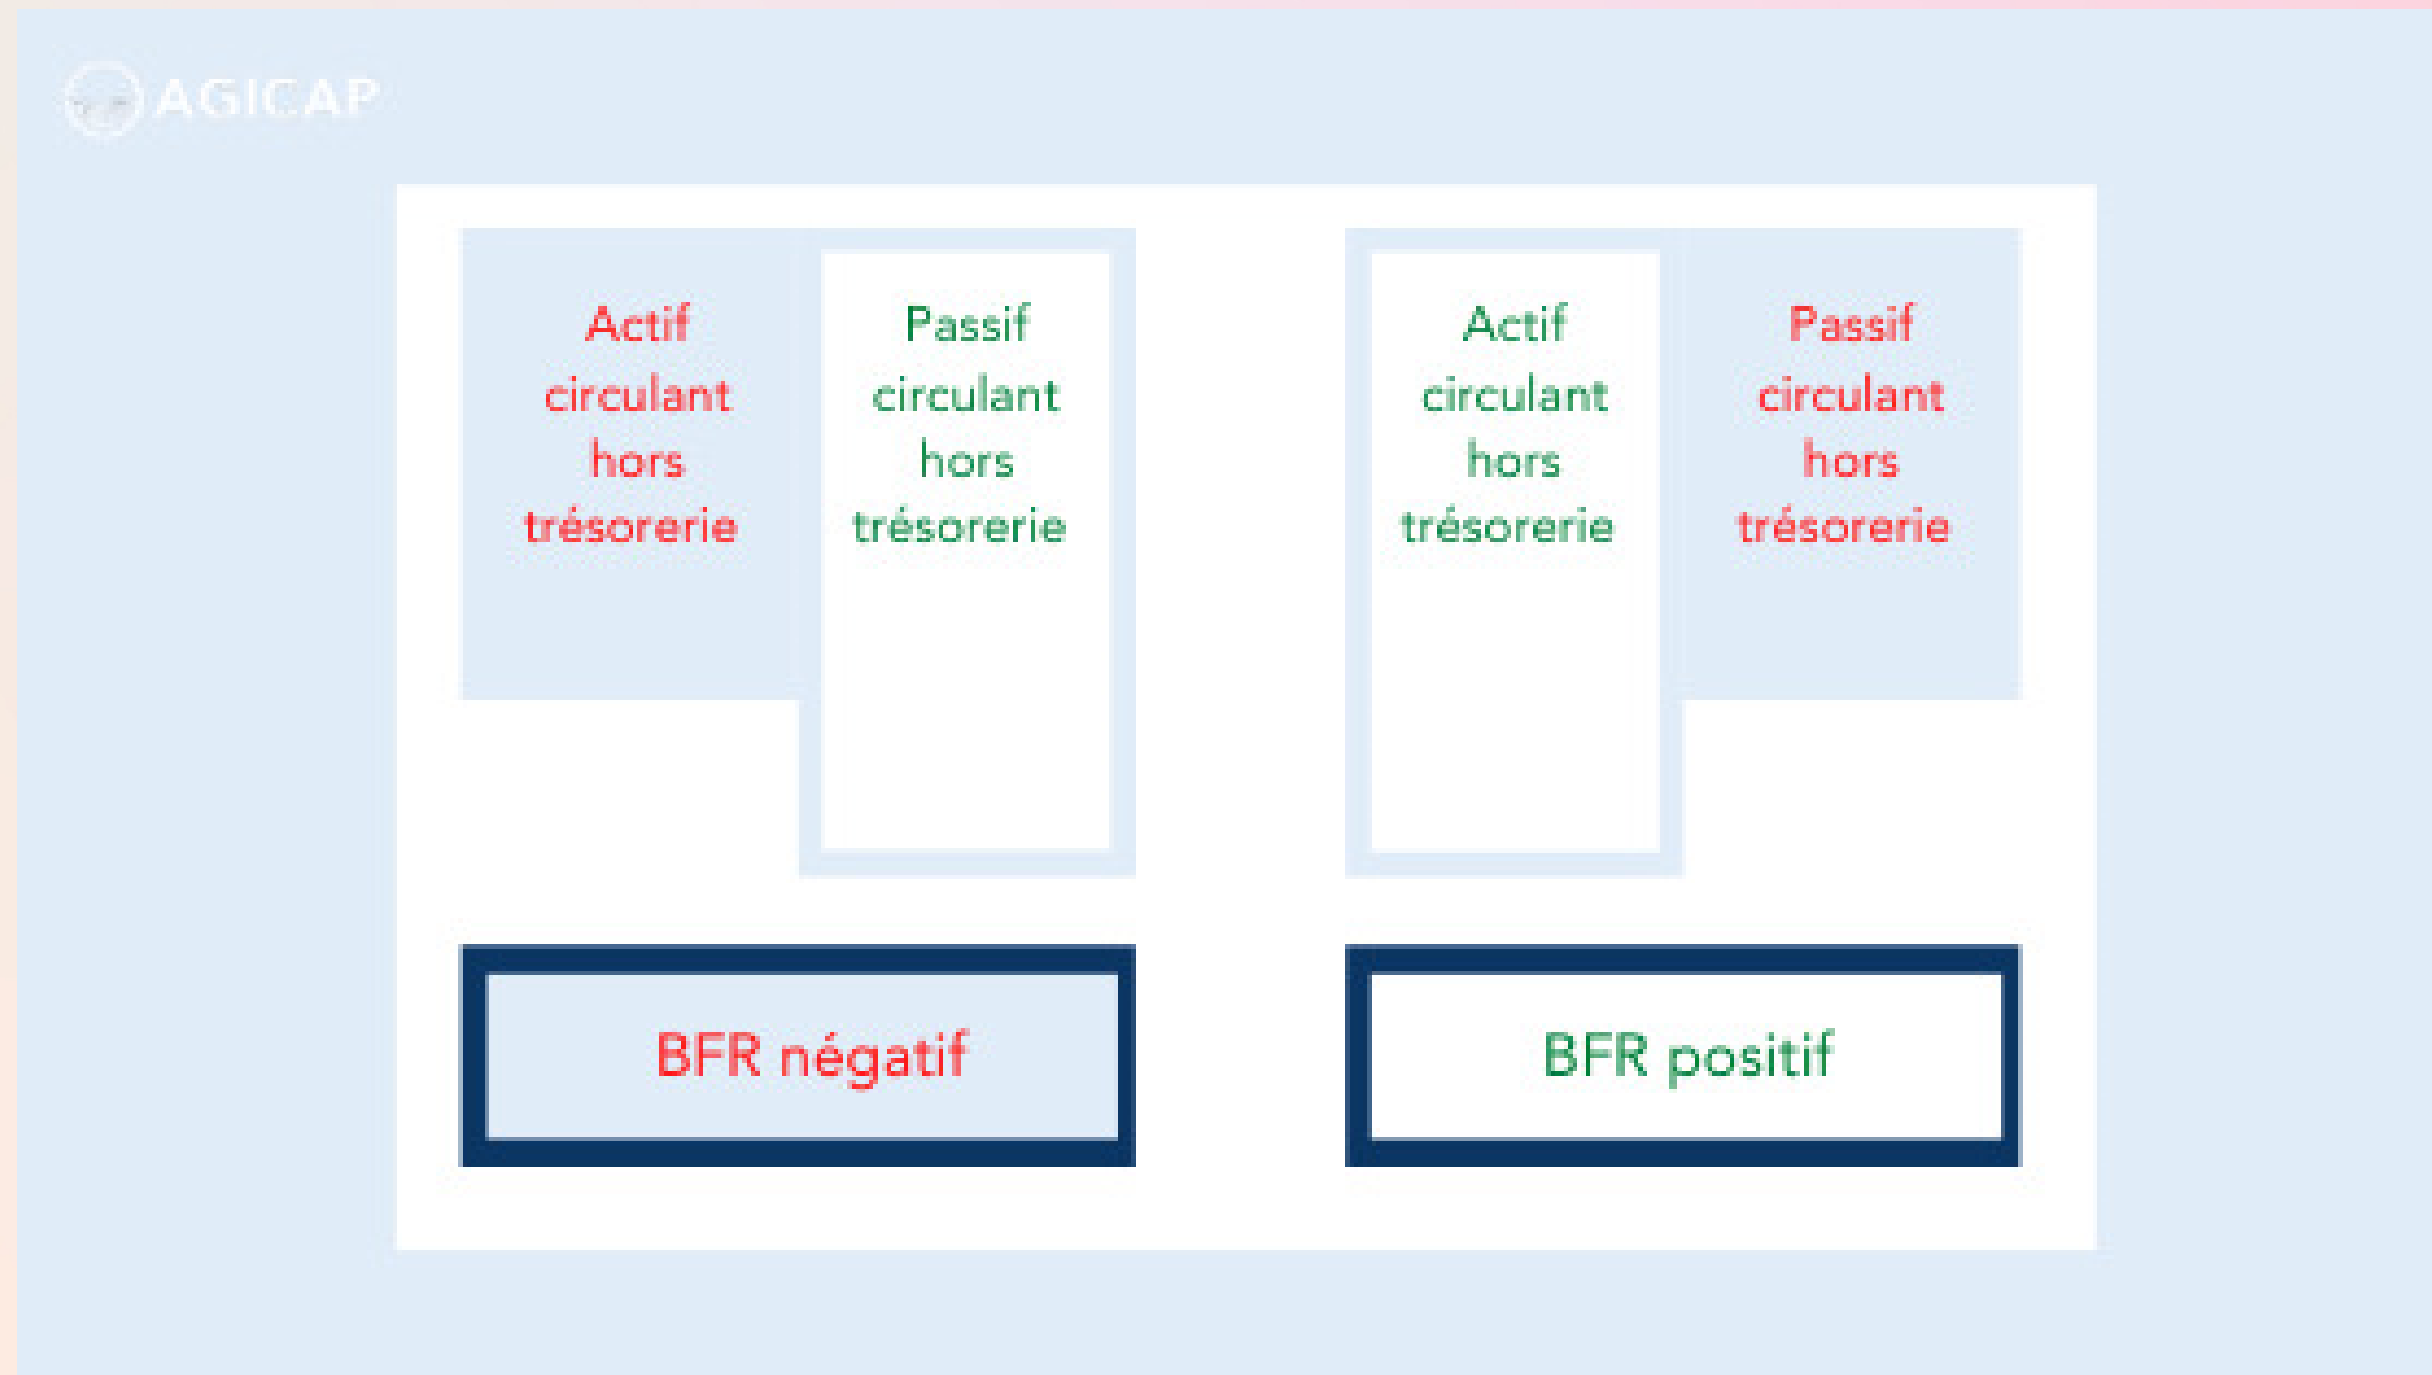 AGICAP
Actif
circulant
hors
trésorerie
Passif
circulant
hors
trésorerie
Actif
circulant
hors
trésorerie
Passif
circulant
hors
trésorerie
BFR négatif
BFR positif